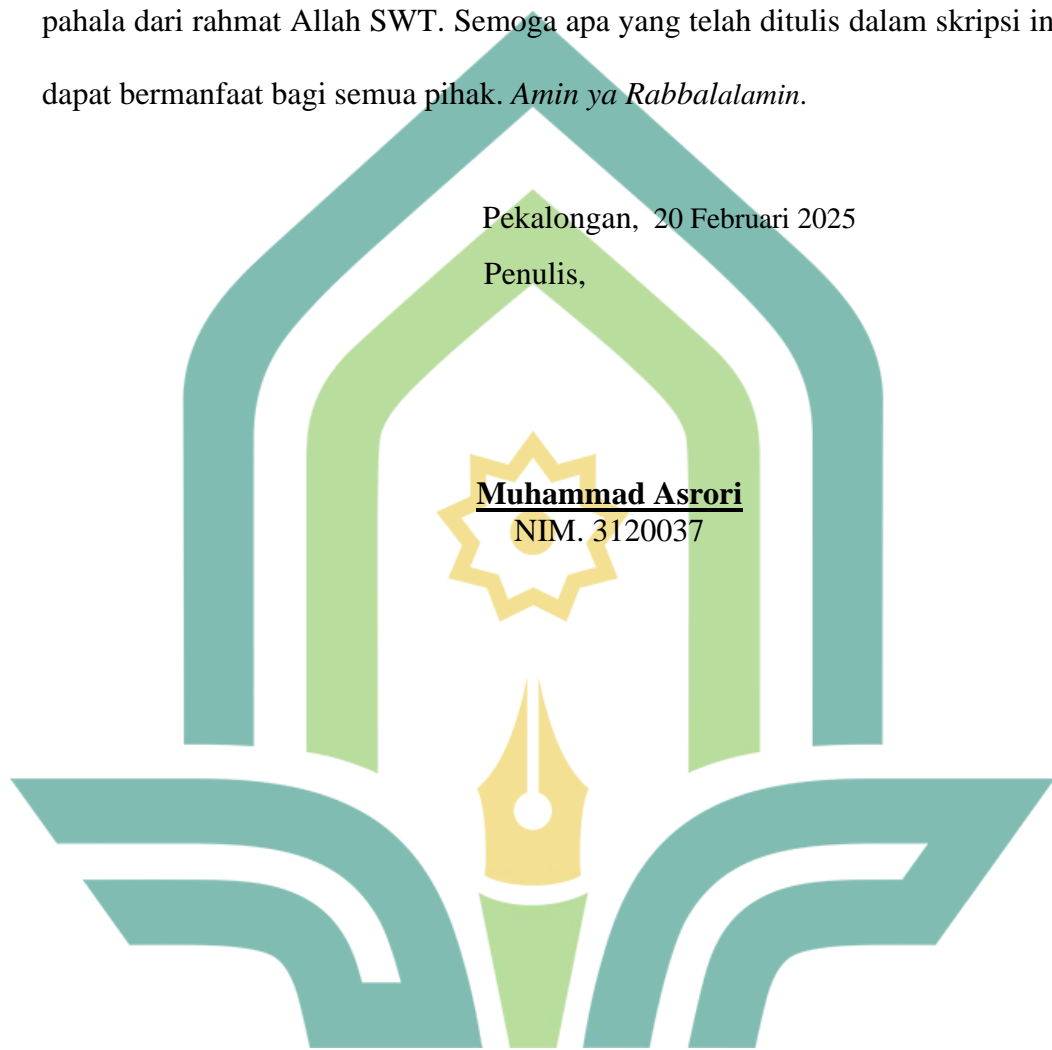 pahala dari rahmat Allah SWT. Semoga apa yang telah ditulis dalam skripsi in
dapat bermanfaat bagi semua pihak. Amin ya Rabbalalamin.
Pekalongan, 20 Februari 2025
Penulis,
Muhammad Asrori
NIM. 3120037